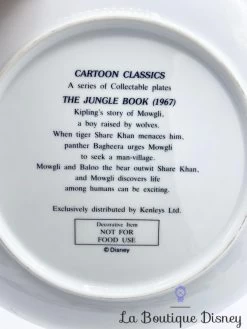 CARTOON CLASSICS
A series of Collectable plates
THE JUNGLE BOOK (1967)
Kipling's story of Mowgli,
a boy raised by wolves.
When tiger Share Khan menaces him,
panther Bagheera urges Mowgli
to seek a man-village.
Mowgli and Baloo the bear outwit Share Khan,
and Mowgli discovers life
among humans can be exciting.
Exclusively distributed by Kenleys Ltd.
Decorative Item
NOT FOR
FOOD USE
© Disney
La Boutique Disney